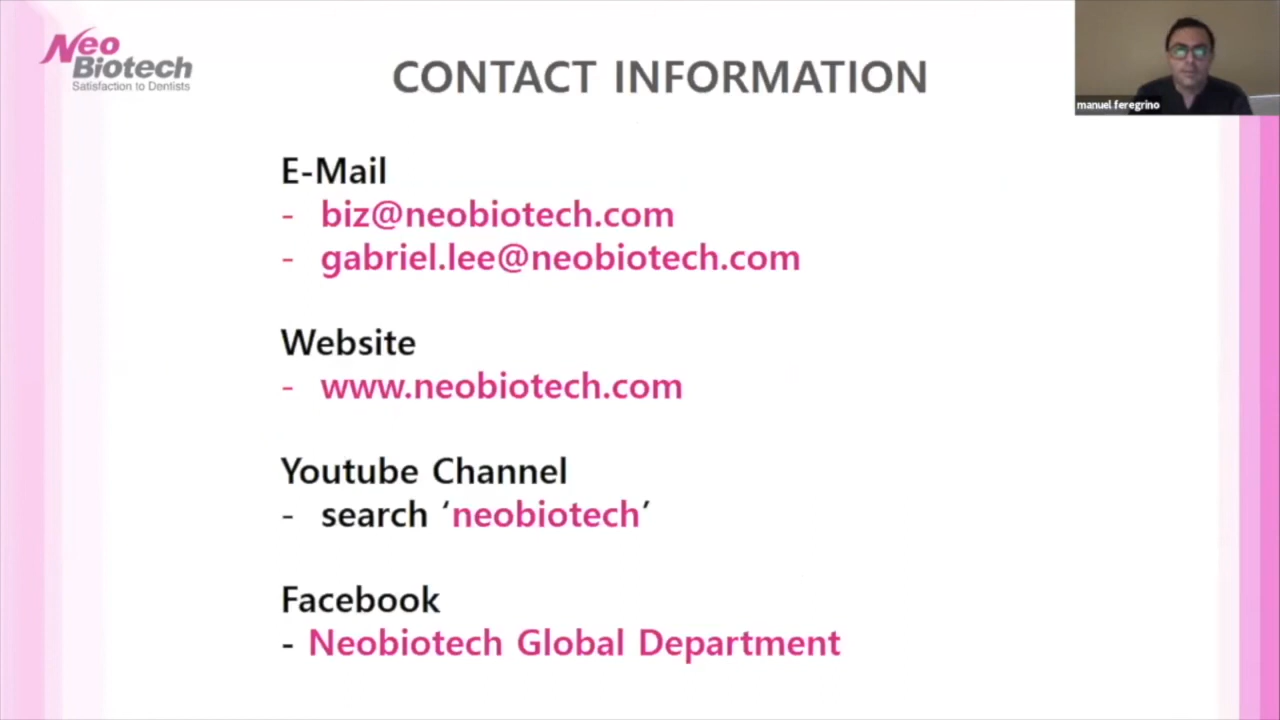 Neo
Biotech
Satisfaction to Dentists
CONTACT INFORMATION
manuel feregrino
E-Mail
- biz@neobiotech.com
- gabriel.lee@neobiotech.com
Website
- www.neobiotech.com
Youtube Channel
- search ‘neobiotech’
Facebook
- Neobiotech Global Department